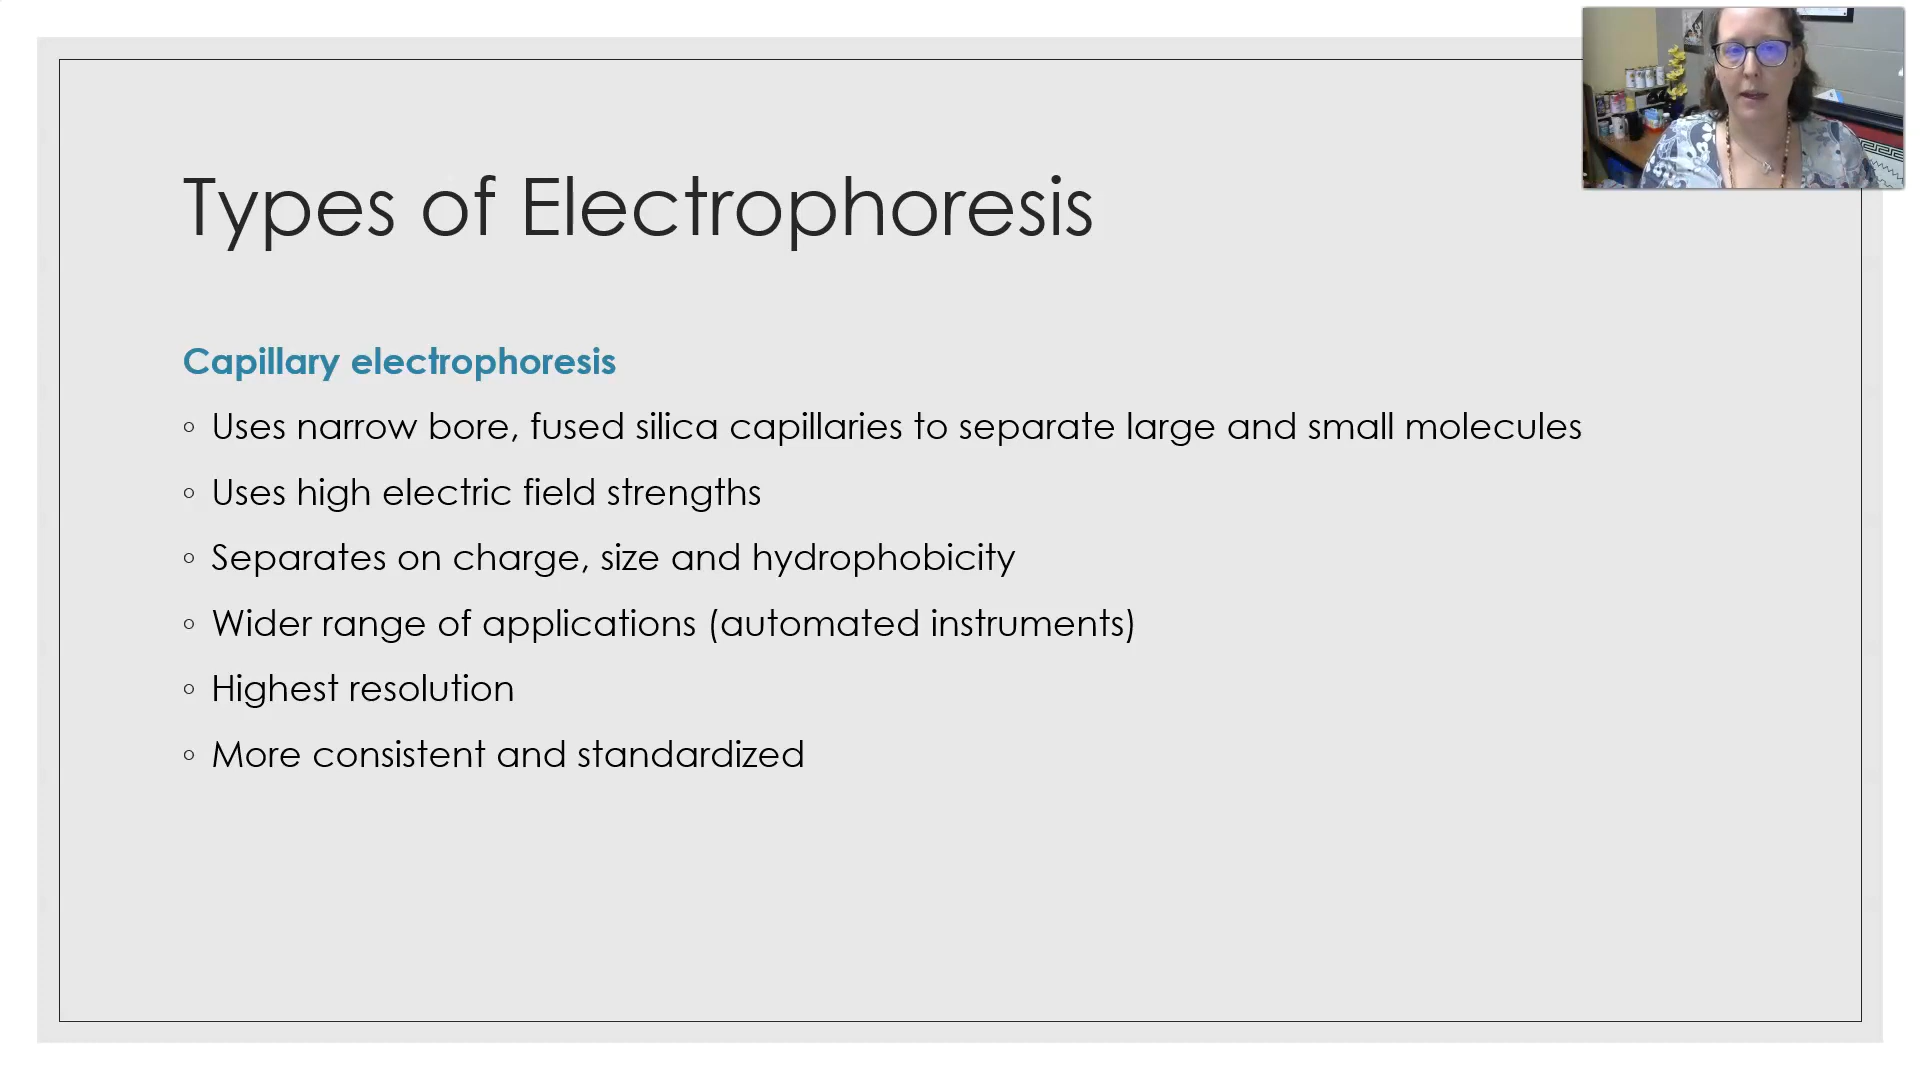 Types of Electrophoresis
Capillary electrophoresis
◦ Uses narrow bore, fused silica capillaries to separate large and small molecules
◦ Uses high electric field strengths
◦ Separates on charge, size and hydrophobicity
◦ Wider range of applications (automated instruments)
◦ Highest resolution
◦ More consistent and standardized